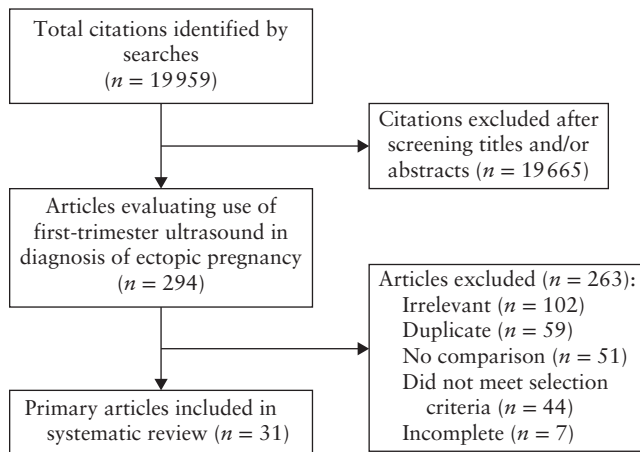 Total citations identified by
searches
(n = 19959)
Citations excluded after
screening titles and/or
abstracts (n = 19665)
Articles evaluating use of
first-trimester ultrasound in
diagnosis of ectopic pregnancy
(n = 294)
Articles excluded (n = 263):
Irrelevant (n = 102)
Duplicate (n = 59)
No comparison (n = 51)
Did not meet selection
criteria (n = 44)
Incomplete (n = 7)
Primary articles included in
systematic review (n = 31)